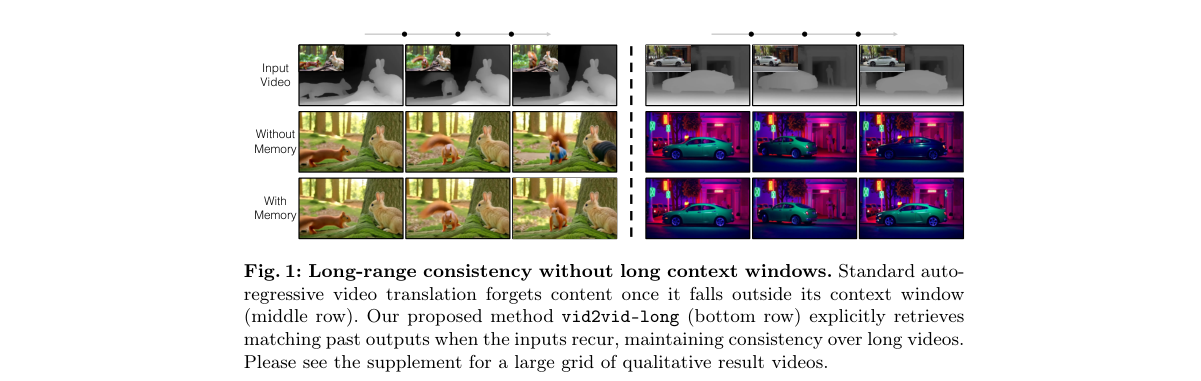 Input
Video
Without
Memory
With
Memory
Fig. 1: Long-range consistency without long context windows. Standard auto-
regressive video translation forgets content once it falls outside its context window
(middle row). Our proposed method vid2vid-long (bottom row) explicitly retrieves
matching past outputs when the inputs recur, maintaining consistency over long videos.
Please see the supplement for a large grid of qualitative result videos.